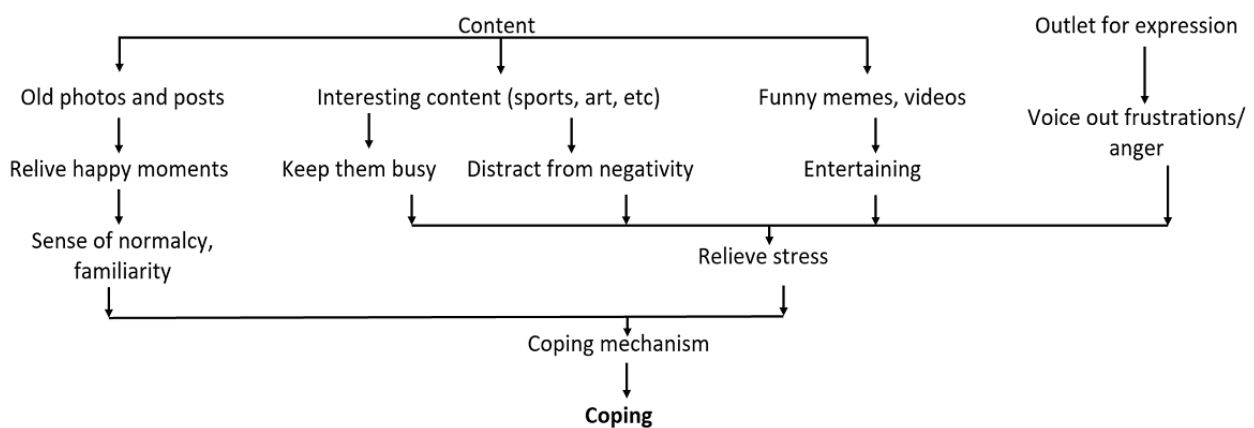 Content
Outlet for expression
Old photos and posts
Interesting content (sports, art, etc)
Funny memes, videos
Voice out frustrations/
anger
Relive happy moments
Keep them busy
Distract from negativity
Entertaining
Sense of normalcy,
familiarity
Relieve stress
Coping mechanism
Coping